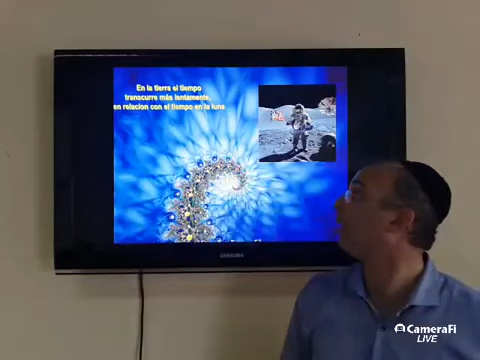 En la tierra el tiempo
transcurre más lentamente,
en relacion con el tiempo en la luna
SAMSUNG
CameraFi
LIVE